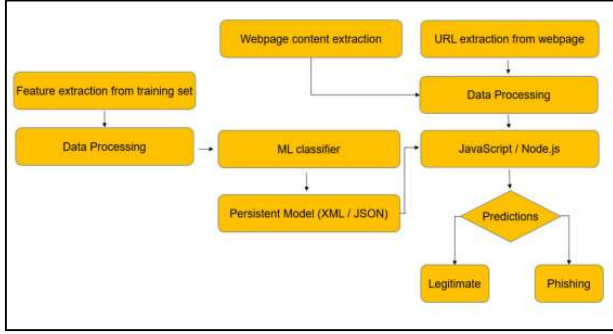 Webpage content extraction
URL extraction from webpage
Feature extraction from training set
Data Processing
Data Processing
ML classifier
JavaScript / Node.js
Persistent Model (XML / JSON)
Predictions
Legitimate
Phishing